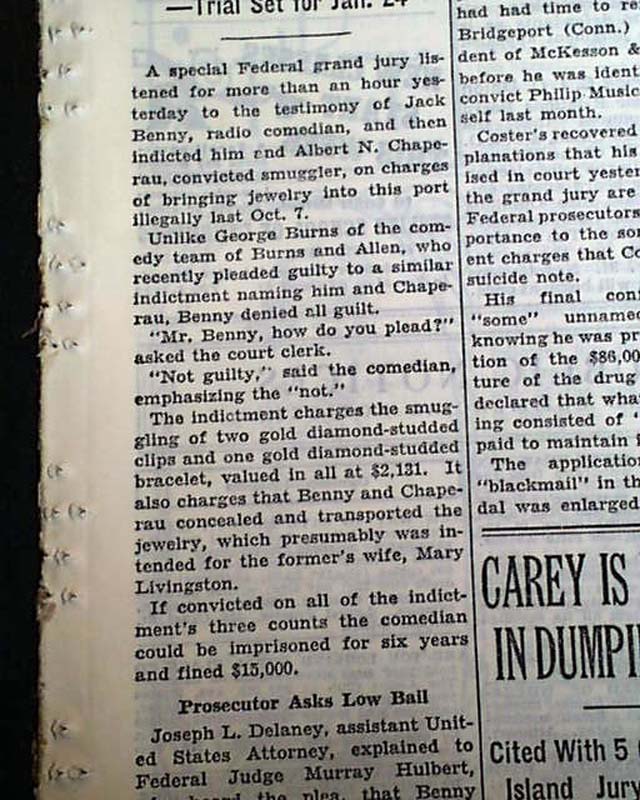 —Trial Set for Jan. 24
A special Federal grand jury lis-
tened for more than an hour yes-
terday to the testimony of Jack
Benny, radio comedian, and then
indicted him and Albert N. Chape-
rau, convicted smuggler, on charges
of bringing jewelry into this port
illegally last Oct. 7.
Unlike George Burns of the com-
edy team of Burns and Allen, who
recently pleaded guilty to a similar
indictment naming him and Chape-
rau, Benny denied all guilt.
"Mr. Benny, how do you plead?"
asked the court clerk.
"Not guilty," said the comedian,
emphasizing the "not."
The indictment charges the smug-
gling of two gold diamond-studded
clips and one gold diamond-studded
bracelet, valued in all at $2,131. It
also charges that Benny and Chape-
rau concealed and transported the
jewelry, which presumably was in-
tended for the former's wife, Mary
Livingston.
If convicted on all of the indict-
ment's three counts the comedian
could be imprisoned for six years
and fined $15,000.
Prosecutor Asks Low Bail
Joseph L. Delaney, assistant Unit-
ed States Attorney, explained to
Federal Judge Murray Hulbert,
the plea, that Benny
had had time to re
Bridgeport (Conn.)
dent of McKesson &
before he was ident
convict Philip Music
self last month.
Coster's recovered
planations that his
ised in court yester
the grand jury are
Federal prosecutors
portance to the so
ent charges that Co
suicide note.
His final con
"some" unname
knowing he was pr
tion of the $86,00
ture of the drug
declared that wha
ing consisted of
paid to maintain
The application
"blackmail" in th
dal was enlarged
CAREY IS
IN DUMPI
Cited With 5
Island Jury